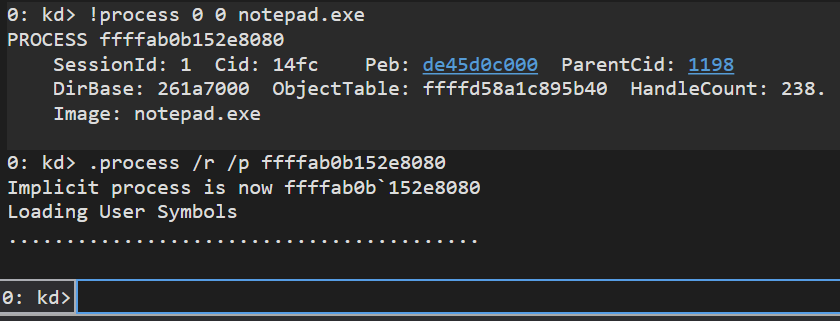 0: kd> !process 0 0 notepad.exe
PROCESS ffffab0b152e8080
    SessionId: 1  Cid: 14fc    Peb: de45d0c000  ParentCid: 1198
    DirBase: 261a7000  ObjectTable: ffffd58a1c895b40  HandleCount: 238.
    Image: notepad.exe
0: kd> .process /r /p ffffab0b152e8080
Implicit process is now ffffab0b`152e8080
Loading User Symbols
..........................................
0: kd>